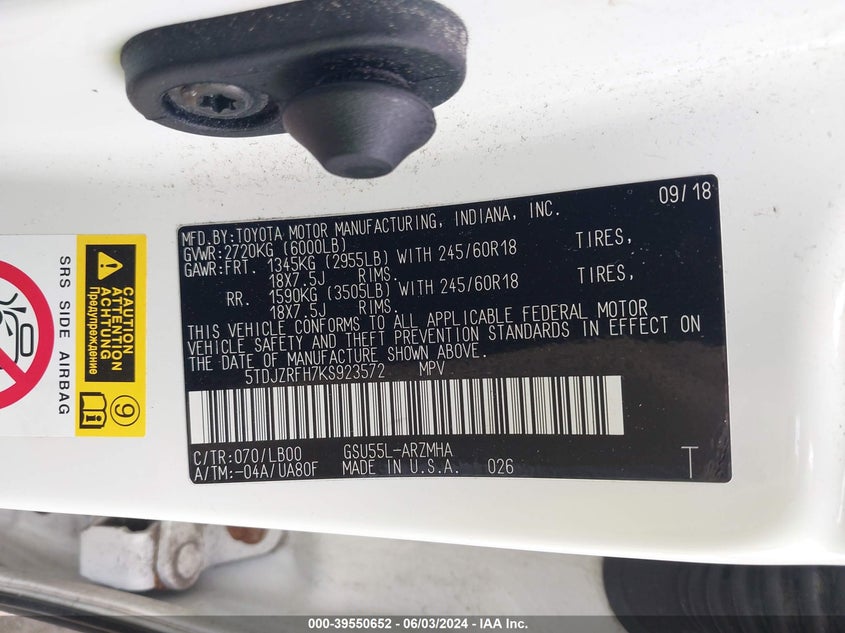 09/18
MFD.BY:TOYOTA MOTOR MANUFACTURING, INDIANA, INC.
GVWR:2720KG (6000LB)
GAWR:FRT. 1345KG (2955LB) WITH 245/60R18 TIRES,
18X7.5J RIMS.
RR. 1590KG (3505LB) WITH 245/60R18 TIRES,
18X7.5J RIMS.
THIS VEHICLE CONFORMS TO ALL APPLICABLE FEDERAL MOTOR
VEHICLE SAFETY AND THEFT PREVENTION STANDARDS IN EFFECT ON
THE DATE OF MANUFACTURE SHOWN ABOVE.
5TDJZRFH7KS923572 MPV
C/TR:070/LB00 GSU55L-ARZMHA
A/TM:-04A/UA80F MADE IN U.S.A. 026 T
SRS SIDE AIRBAG
CAUTION
ATTENTION
ACHTUNG
Предупреждение
9
000-39550652 - 06/03/2024 - IAA Inc.